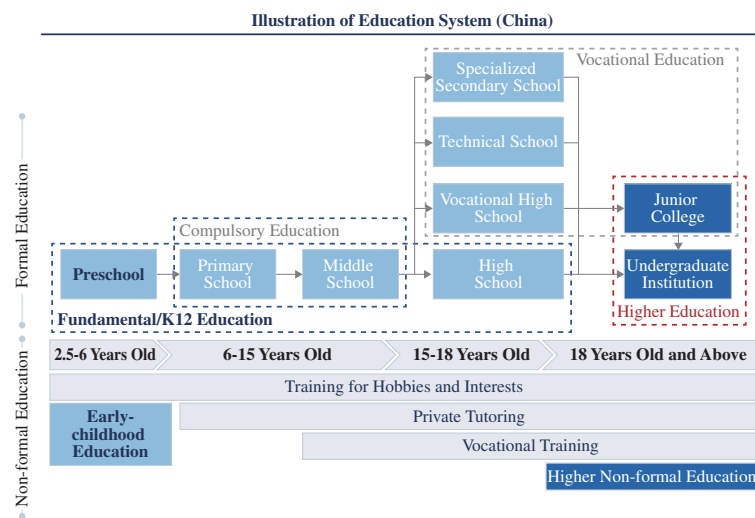 Illustration of Education System (China)
Vocational Education
Specialized
Secondary School
Technical School
Vocational High
School
Junior
College
Compulsory Education
Preschool
Primary
School
Middle
School
High
School
Undergraduate
Institution
Higher Education
Fundamental/K12 Education
Formal Education
2.5-6 Years Old
6-15 Years Old
15-18 Years Old
18 Years Old and Above
Training for Hobbies and Interests
Early-
childhood
Education
Private Tutoring
Vocational Training
Higher Non-formal Education
Non-formal Education